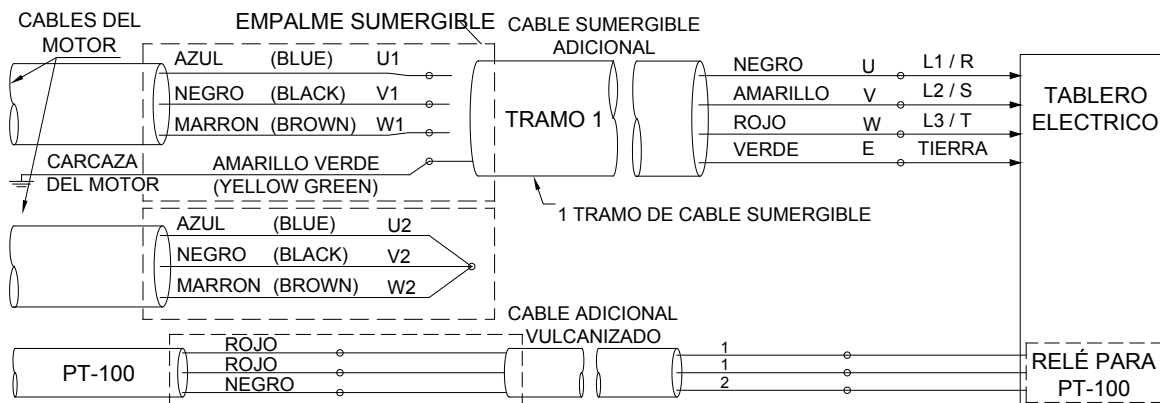 CABLES DEL
MOTOR
EMPALME SUMERGIBLE
CABLE SUMERGIBLE
ADICIONAL
AZUL (BLUE) U1
NEGRO (BLACK) V1
MARRON (BROWN) W1
CARCAZA
DEL MOTOR
AMARILLO VERDE
(YELLOW GREEN)
TRAMO 1
1 TRAMO DE CABLE SUMERGIBLE
NEGRO U L1 / R
AMARILLO V L2 / S
ROJO W L3 / T
VERDE E TIERRA
TABLERO
ELECTRICO
AZUL (BLUE) U2
NEGRO (BLACK) V2
MARRON (BROWN) W2
CABLE ADICIONAL
VULCANIZADO
PT-100
ROJO
ROJO
NEGRO
1
1
2
RELÉ PARA
PT-100